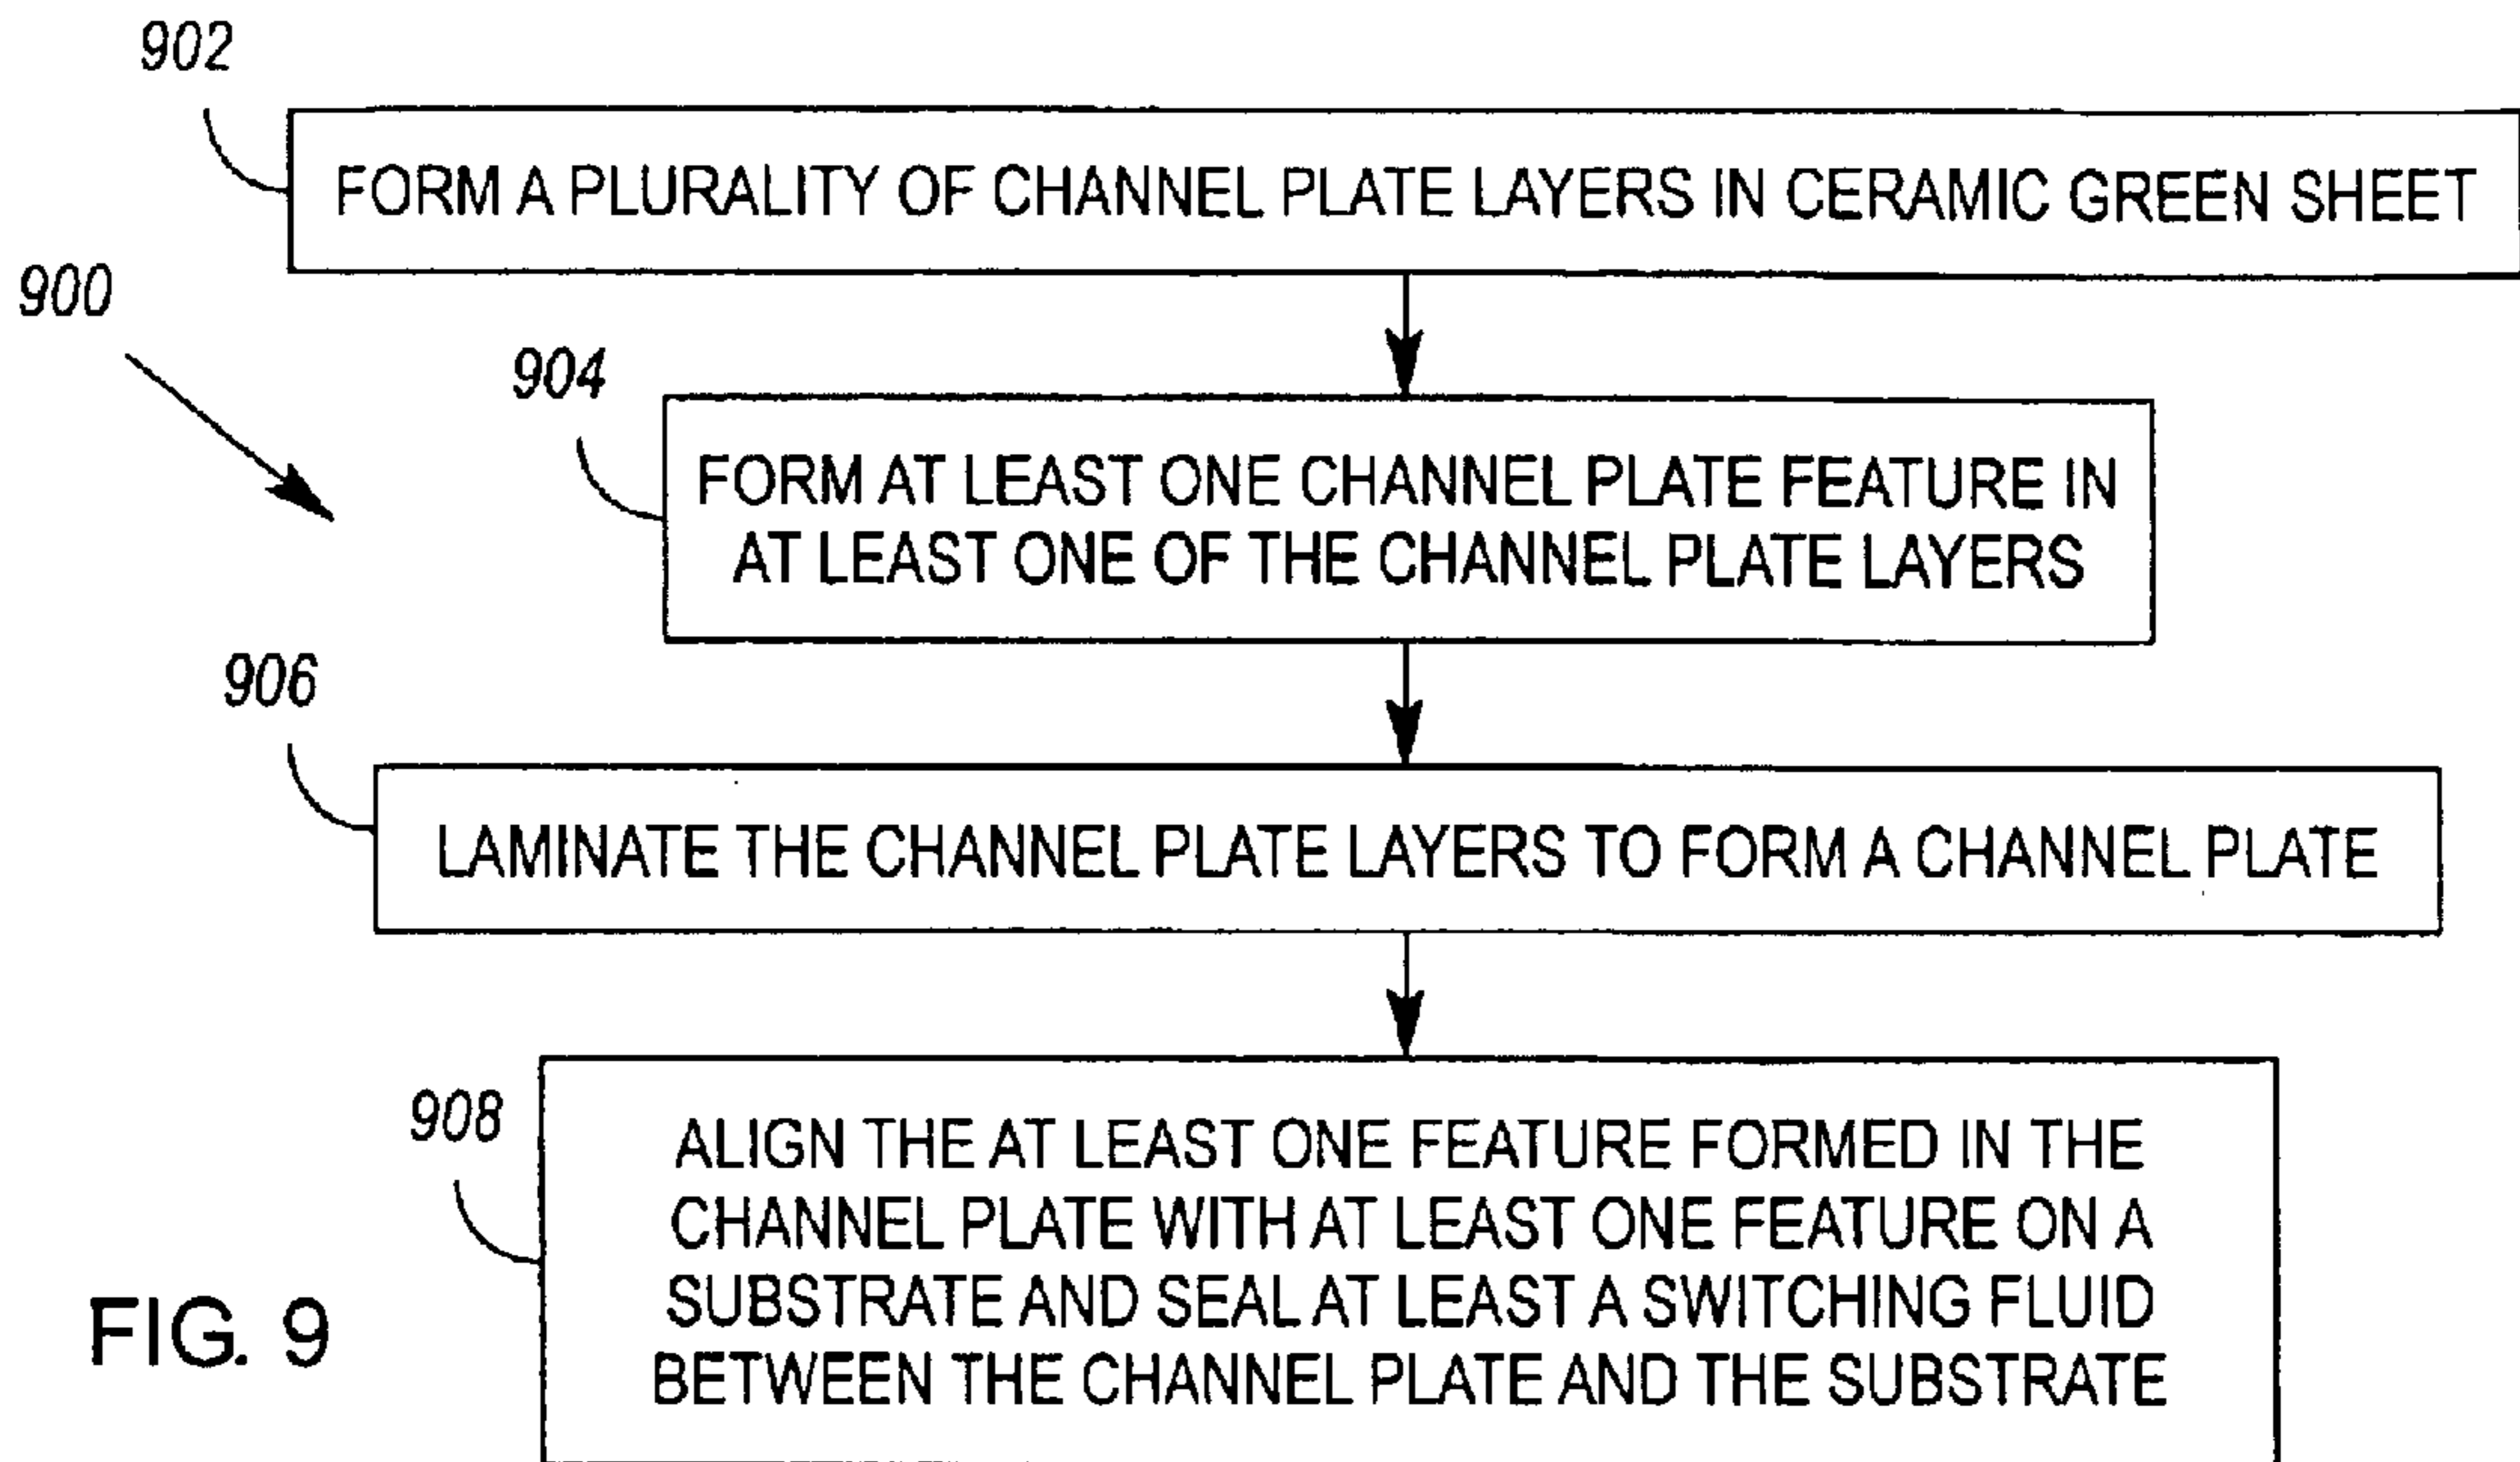 902
FORM A PLURALITY OF CHANNEL PLATE LAYERS IN CERAMIC GREEN SHEET
900
904
FORM AT LEAST ONE CHANNEL PLATE FEATURE IN
AT LEAST ONE OF THE CHANNEL PLATE LAYERS
906
LAMINATE THE CHANNEL PLATE LAYERS TO FORM A CHANNEL PLATE
908
ALIGN THE AT LEAST ONE FEATURE FORMED IN THE
CHANNEL PLATE WITH AT LEAST ONE FEATURE ON A
SUBSTRATE AND SEAL AT LEAST A SWITCHING FLUID
BETWEEN THE CHANNEL PLATE AND THE SUBSTRATE
FIG. 9